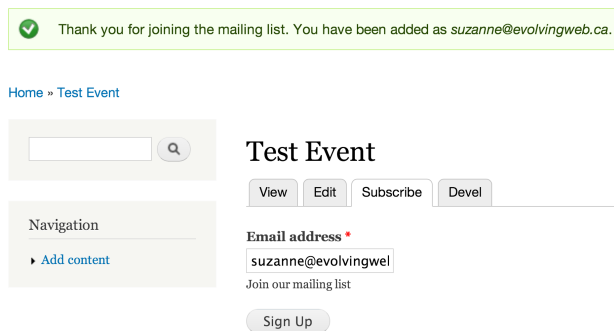 Thank you for joining the mailing list. You have been added as suzanne@evolvingweb.ca.
Home » Test Event
Test Event
View Edit Subscribe Devel
Navigation
Add content
Email address *
suzanne@evolvingwel
Join our mailing list
Sign Up